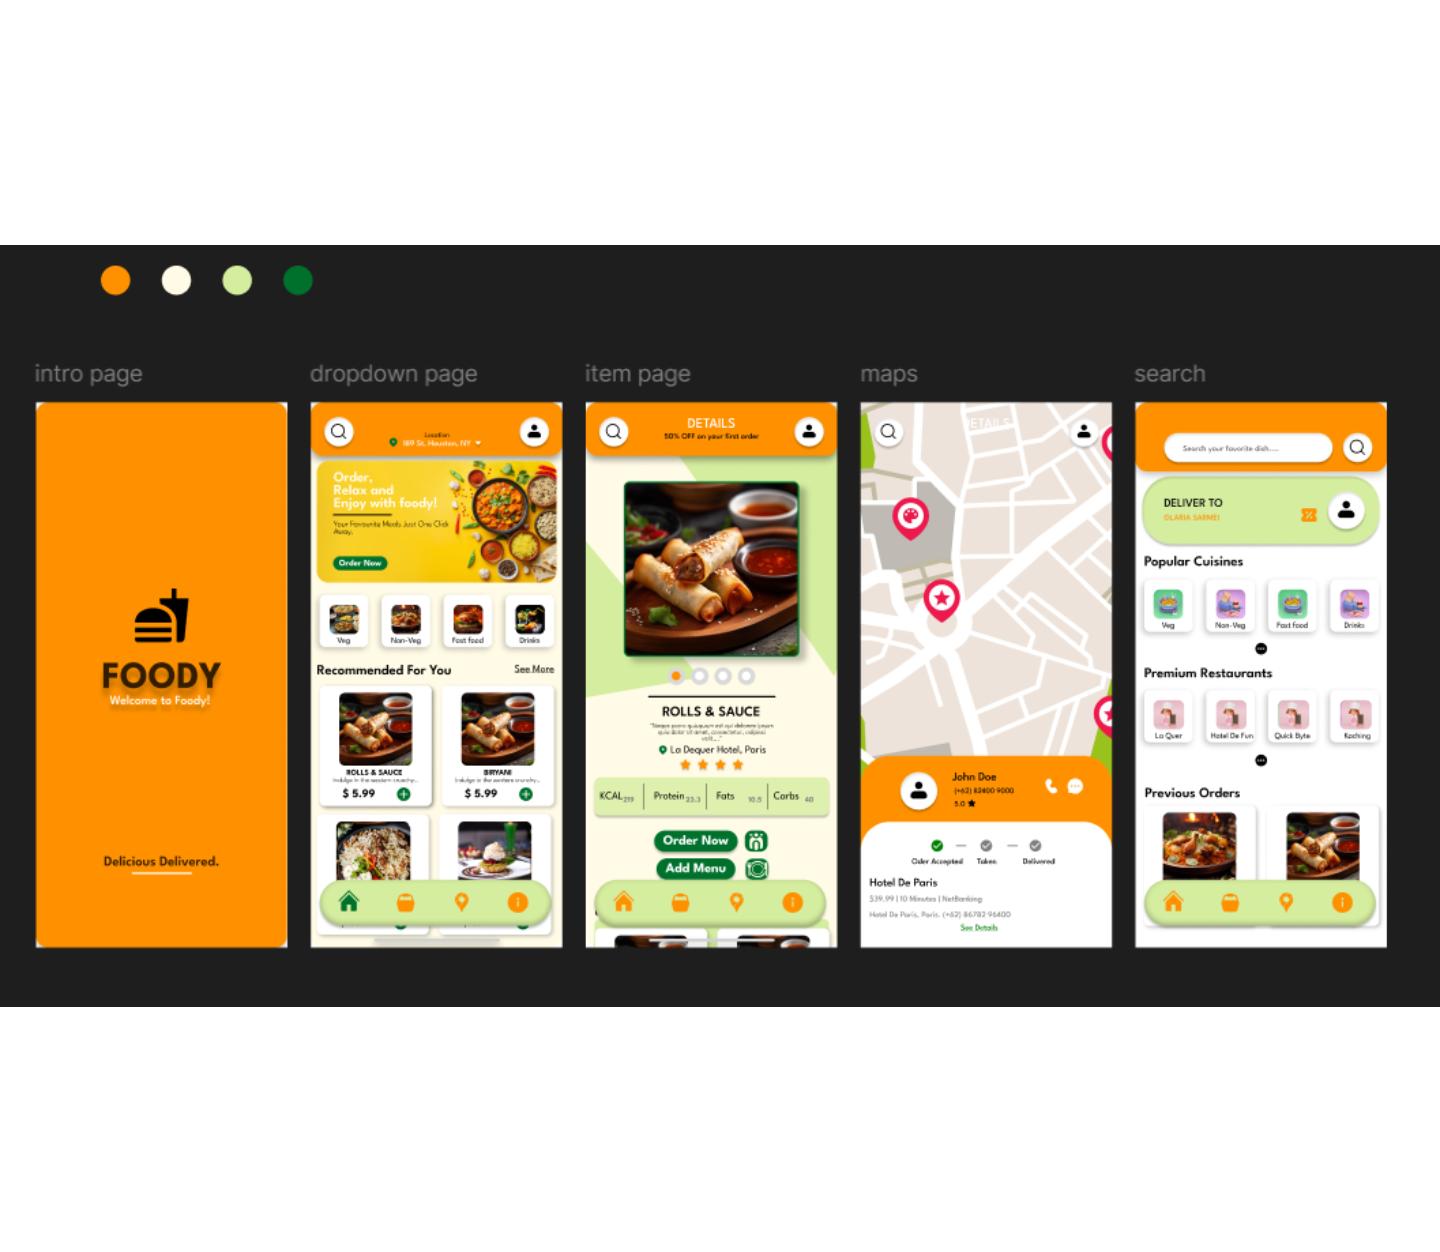 intro page
dropdown page
item page
maps
search
FOODY
Welcome to Foody!
Delicious Delivered.
Location
189 St. Houston, NY
Order,
Relax and
Enjoy with foody!
Your Favourite Meals Just One Click
Away.
Order Now
Veg
Non-Veg
Fast food
Drinks
Recommended For You
See More
ROLLS & SAUCE
Indulge in the western crunchy...
$ 5.99
BIRYANI
Indulge in the western crunchy...
$ 5.99
DETAILS
50% OFF on your first order
ROLLS & SAUCE
"Neque porro quisquam est qui dolorem ipsum
quia dolor sit amet, consectetur, adipisci
velit..."
La Dequer Hotel, Paris
KCAL 219
Protein 23.3
Fats 10.5
Carbs 40
Order Now
Add Menu
DETAILS
John Doe
(+62) 82400 9000
5.0
Oder Accepted
Taken
Delivered
Hotel De Paris
$39,99 | 10 Minutes | NetBanking
Hotel De Paris, Paris. (+62) 86782 96400
See Details
Search your favorite dish.....
DELIVER TO
OLARIA SARMEI
Popular Cuisines
Veg
Non-Veg
Fast food
Drinks
Premium Restaurants
La Quer
Hotel De Fun
Quick Byte
Kaching
Previous Orders